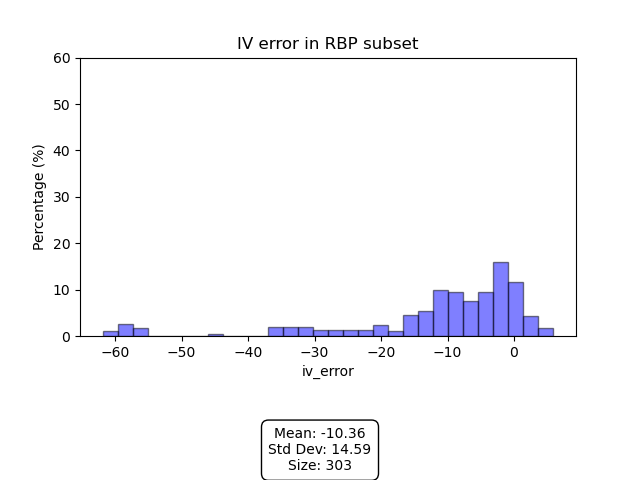 IV error in RBP subset
Percentage (%)
60
50
40
30
20
10
0
−60 −50 −40 −30 −20 −10 0
iv_error
Mean: -10.36
Std Dev: 14.59
Size: 303